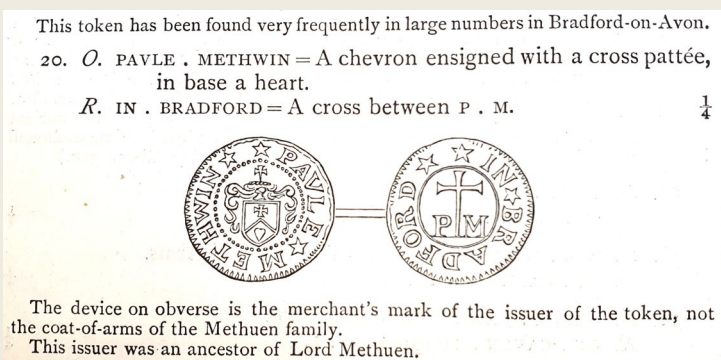 This token has been found very frequently in large numbers in Bradford-on-Avon.
20. O. PAVLE . METHWIN = A chevron ensigned with a cross pattée,
in base a heart.
R. IN . BRADFORD = A cross between P . M. ¼
PAVLE METHWIN
IN BRADFORD
P M
The device on obverse is the merchant's mark of the issuer of the token, not
the coat-of-arms of the Methuen family.
This issuer was an ancestor of Lord Methuen.